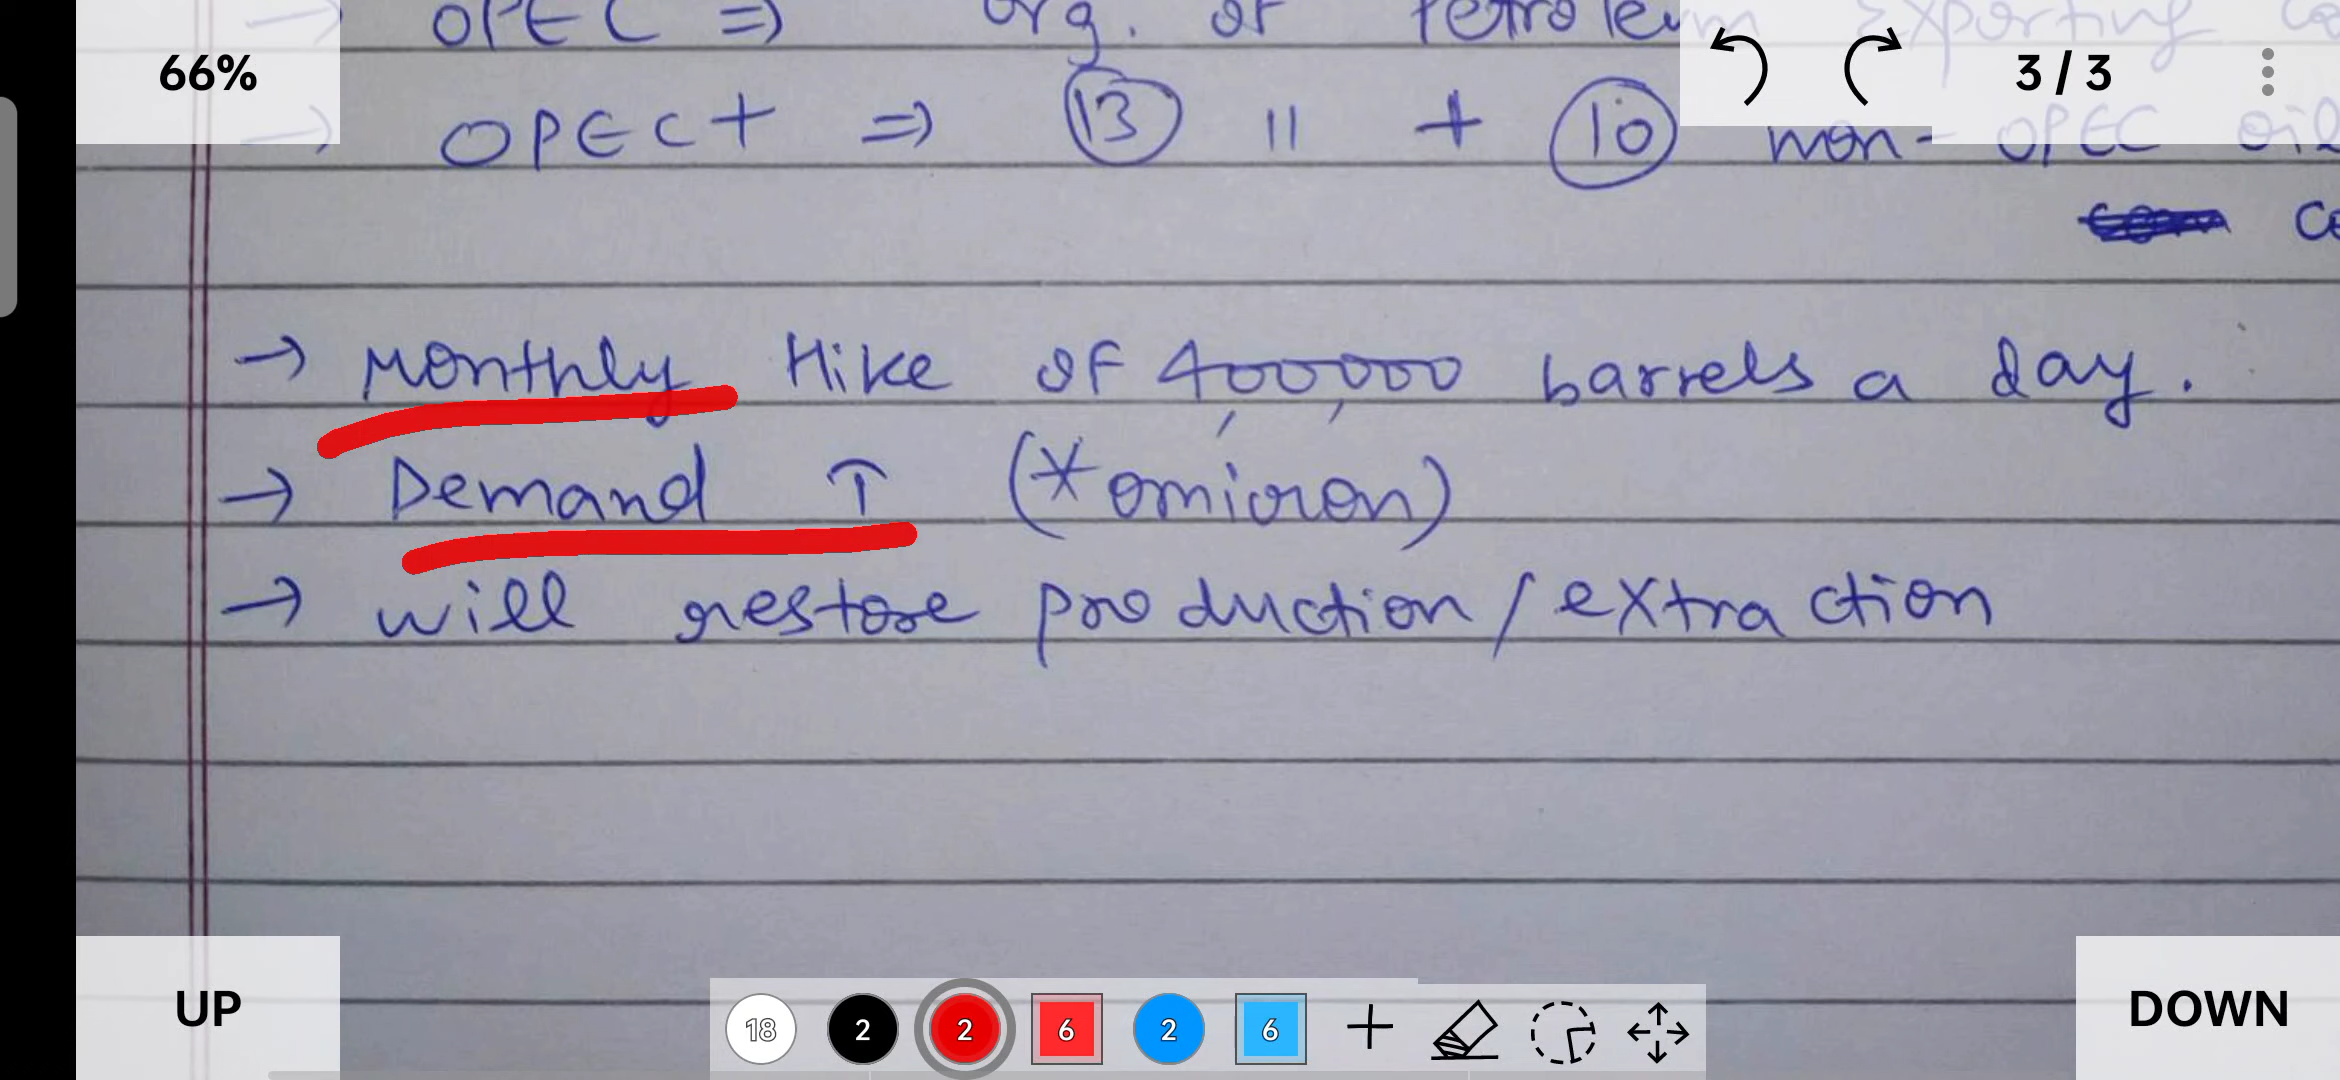 → OPEC ⇒ org. of Petroleum Exporting Co
66%
3 / 3
→ OPEC+ ⇒ 13 || + 10 non-OPEC oil
→ Monthly Hike of 400,000 barrels a day.
→ Demand ↑ (*omicron)
→ will restore production/extraction
UP
18 2 2 6 2 6
DOWN